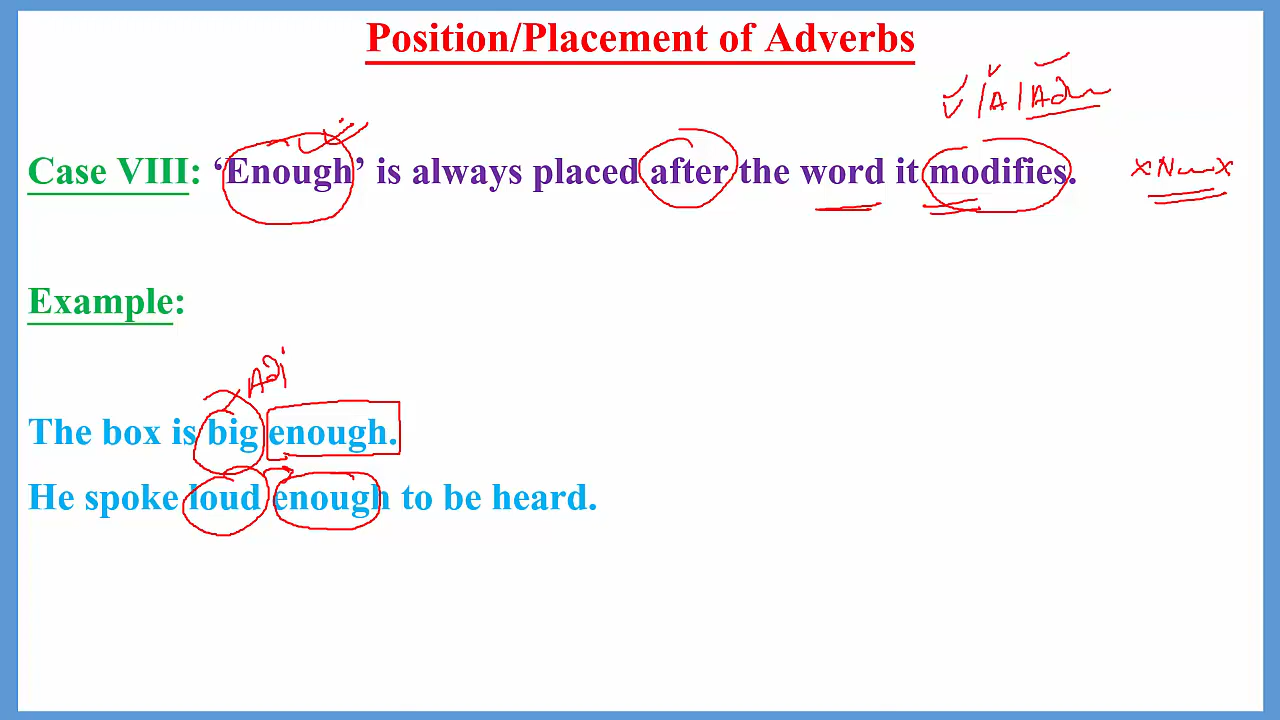 Position/Placement of Adverbs
V/A/Adv
Case VIII: ‘Enough’ is always placed after the word it modifies.
Example:
Adj
The box is big enough.
He spoke loud enough to be heard.